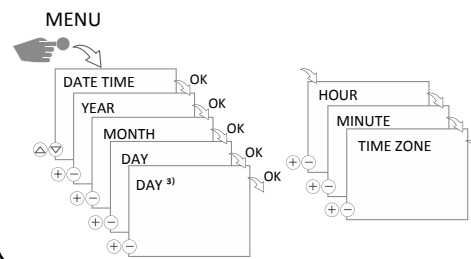 MENU
DATE TIME
OK
YEAR
OK
MONTH
OK
DAY
OK
DAY ³⁾
OK
HOUR
MINUTE
TIME ZONE